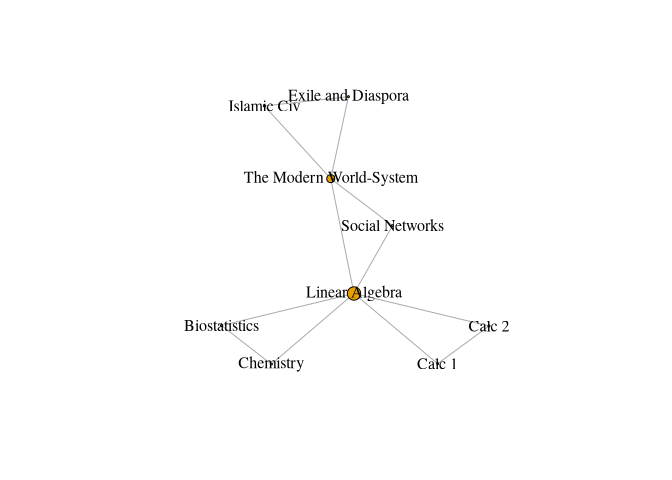 Exile and Diaspora
Islamic Civ
The Modern World-System
Social Networks
Linear Algebra
Biostatistics
Calc 2
Chemistry
Calc 1